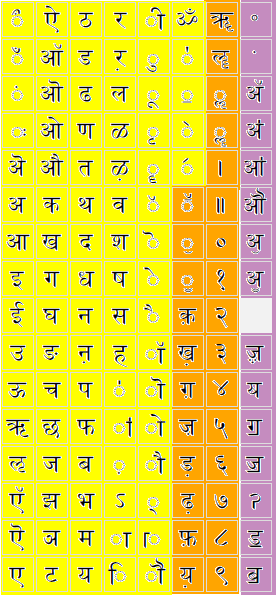 ◌ऀ ऐ ठ र ◌ी ॐ ॠ ॰
◌ँ ऑ ड ऱ ◌ु ◌॑ ॡ ॱ
◌ं ऒ ढ ल ◌ू ◌॒ ◌ॢ ॲ
◌ः ओ ण ळ ◌ृ ◌॓ ◌ॣ ॳ
ऄ औ त ऴ ◌ॄ ◌॔ । ॴ
अ क थ व ◌ॅ ◌ॕ ॥ ॵ
आ ख द श ◌ॆ ◌ॖ ० ॶ
इ ग ध ष ◌े ◌ॗ १ ॷ
ई घ न स ◌ै क़ २
उ ङ ऩ ह ◌ॉ ख़ ३ ॹ
ऊ च प ◌ऺ ◌ॊ ग़ ४ ॺ
ऋ छ फ ◌ऻ ◌ो ज़ ५ ॻ
ऌ ज ब ◌़ ◌ौ ड़ ६ ॼ
ऍ झ भ ऽ ◌् ढ़ ७ ॽ
ऎ ञ म ◌ा ◌ॎ फ़ ८ ॾ
ए ट य ◌ि ◌ॏ य़ ९ ॿ